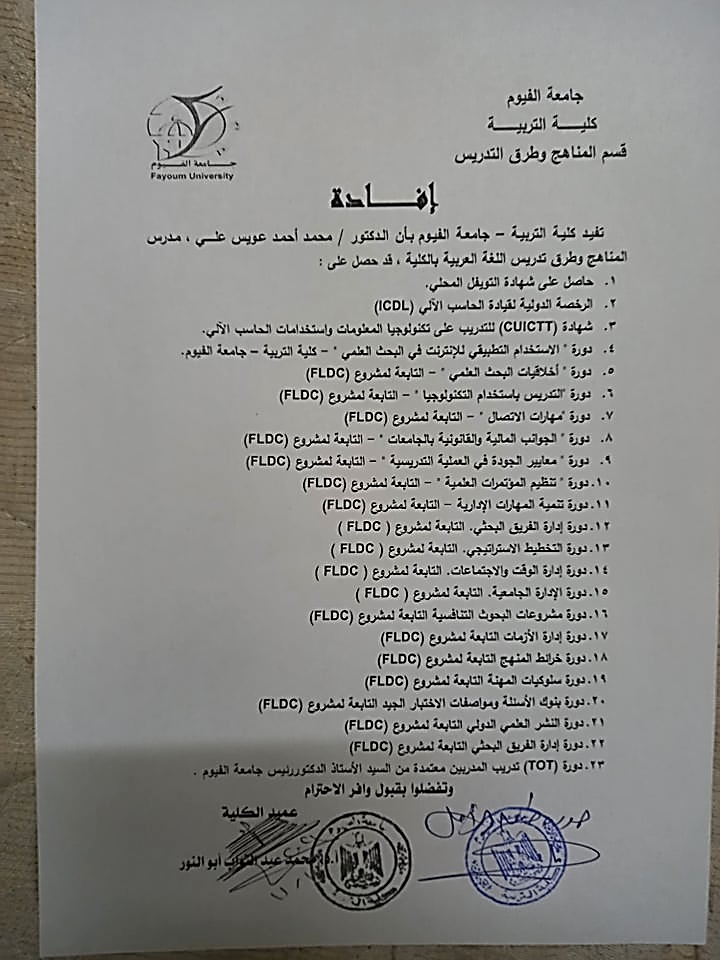 جامعة الفيوم
كليـــة التربيـــة
قسم المناهج وطرق التدريس
جامعة الفيوم
Fayoum University
إفـــادة
تفيد كلية التربية – جامعة الفيوم بأن الدكتور / محمد أحمد عويس علـي ، مدرس
المناهج وطرق تدريس اللغة العربية بالكلية ، قد حصل على :
١. حاصل على شهادة التويفل المحلي.
٢. الرخصة الدولية لقيادة الحاسب الآلي (ICDL)
٣. شهادة (CUICTT) للتدريب على تكنولوجيا المعلومات واستخدامات الحاسب الآلي.
٤. دورة " الاستخدام التطبيقي للإنترنت في البحث العلمي " – كلية التربية – جامعة الفيوم.
٥. دورة " أخلاقيات البحث العلمي " – التابعة لمشروع (FLDC)
٦. دورة "التدريس باستخدام التكنولوجيا " – التابعة لمشروع (FLDC)
٧. دورة "مهارات الاتصال " – التابعة لمشروع (FLDC)
٨. دورة " الجوانب المالية والقانونية بالجامعات " – التابعة لمشروع (FLDC)
٩. دورة " معايير الجودة في العملية التدريسية " – التابعة لمشروع (FLDC)
١٠. دورة " تنظيم المؤتمرات العلمية " – التابعة لمشروع (FLDC)
١١. دورة تنمية المهارات الإدارية – التابعة لمشروع (FLDC)
١٢. دورة إدارة الفريق البحثي. التابعة لمشروع ( FLDC )
١٣. دورة التخطيط الاستراتيجي. التابعة لمشروع ( FLDC )
١٤. دورة إدارة الوقت والاجتماعات. التابعة لمشروع ( FLDC )
١٥. دورة الإدارة الجامعية. التابعة لمشروع ( FLDC )
١٦. دورة مشروعات البحوث التنافسية التابعة لمشروع (FLDC)
١٧. دورة إدارة الأزمات التابعة لمشروع (FLDC)
١٨. دورة خرائط المنهج التابعة لمشروع (FLDC)
١٩. دورة سلوكيات المهنة التابعة لمشروع (FLDC)
٢٠. دورة بنوك الأسئلة ومواصفات الاختبار الجيد التابعة لمشروع (FLDC)
٢١. دورة النشر العلمي الدولي التابعة لمشروع (FLDC)
٢٢. دورة إدارة الفريق البحثي التابعة لمشروع (FLDC)
٢٣. دورة (TOT) تدريب المدربين معتمدة من السيد الأستاذ الدكتوررئيس جامعة الفيوم .
وتفضلوا بقبول وافر الاحترام
عميد الكلية
أ.د/ محمد عبد التواب أبو النور